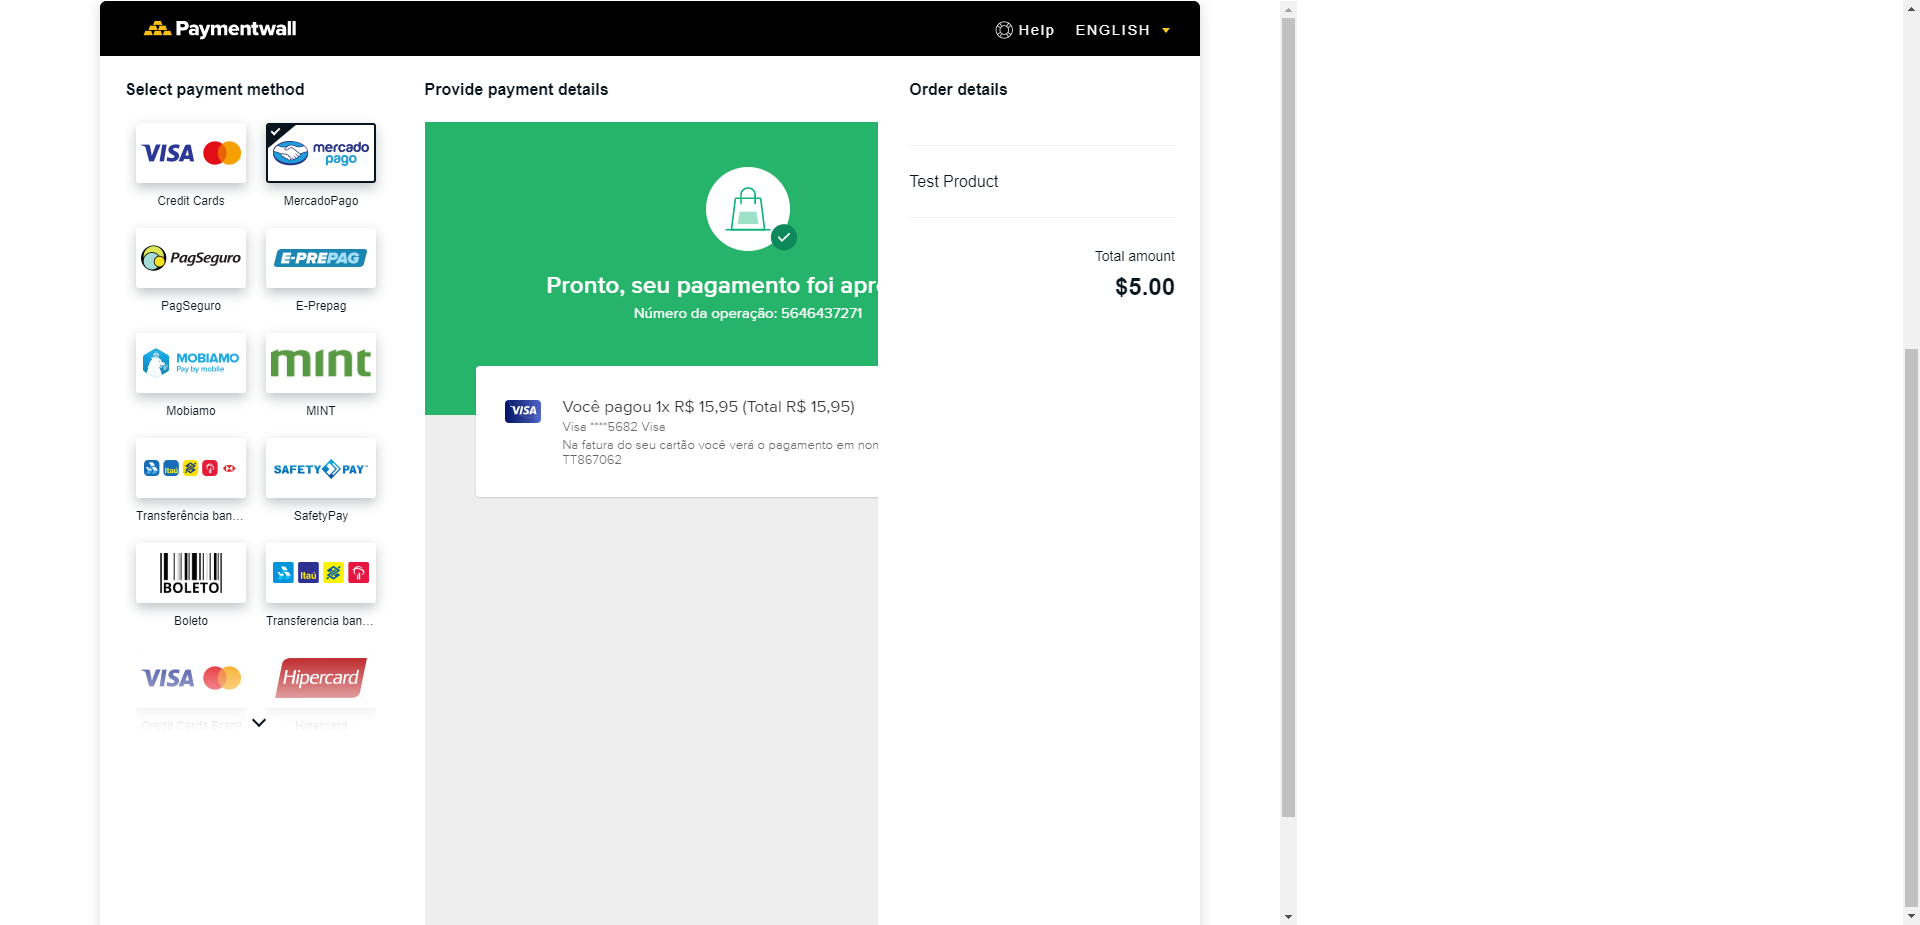 Paymentwall
Help ENGLISH
Select payment method
VISA
mercado
pago
Credit Cards
MercadoPago
PagSeguro
E-PREPAG
PagSeguro
E-Prepag
MOBIAMO
Pay by mobile
mint
Mobiamo
MINT
Itaú
SAFETYPAY
Transferência ban...
SafetyPay
BOLETO
Itaú
Boleto
Transferencia ban...
VISA
Hipercard
Credit Cards Brazil
Hipercard
Provide payment details
Pronto, seu pagamento foi apr
Número da operação: 5646437271
VISA
Você pagou 1x R$ 15,95 (Total R$ 15,95)
Visa ****5682 Visa
Na fatura do seu cartão você verá o pagamento em non
TT867062
Order details
Test Product
Total amount
$5.00